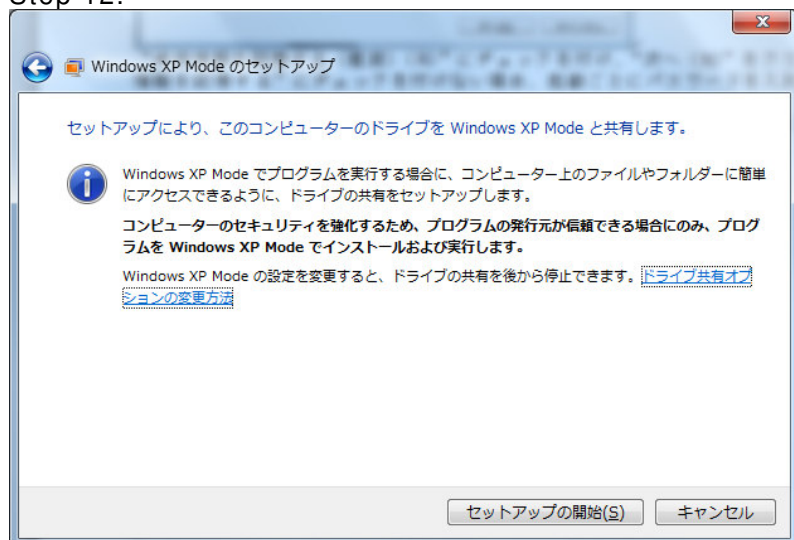 Step 12.
Windows XP Mode のセットアップ
セットアップにより、このコンピューターのドライブを Windows XP Mode と共有します。
Windows XP Mode でプログラムを実行する場合に、コンピューター上のファイルやフォルダーに簡単
にアクセスできるように、ドライブの共有をセットアップします。
コンピューターのセキュリティを強化するため、プログラムの発行元が信頼できる場合にのみ、プログ
ラムを Windows XP Mode でインストールおよび実行します。
Windows XP Mode の設定を変更すると、ドライブの共有を後から停止できます。ドライブ共有オプ
ションの変更方法
セットアップの開始(S) キャンセル